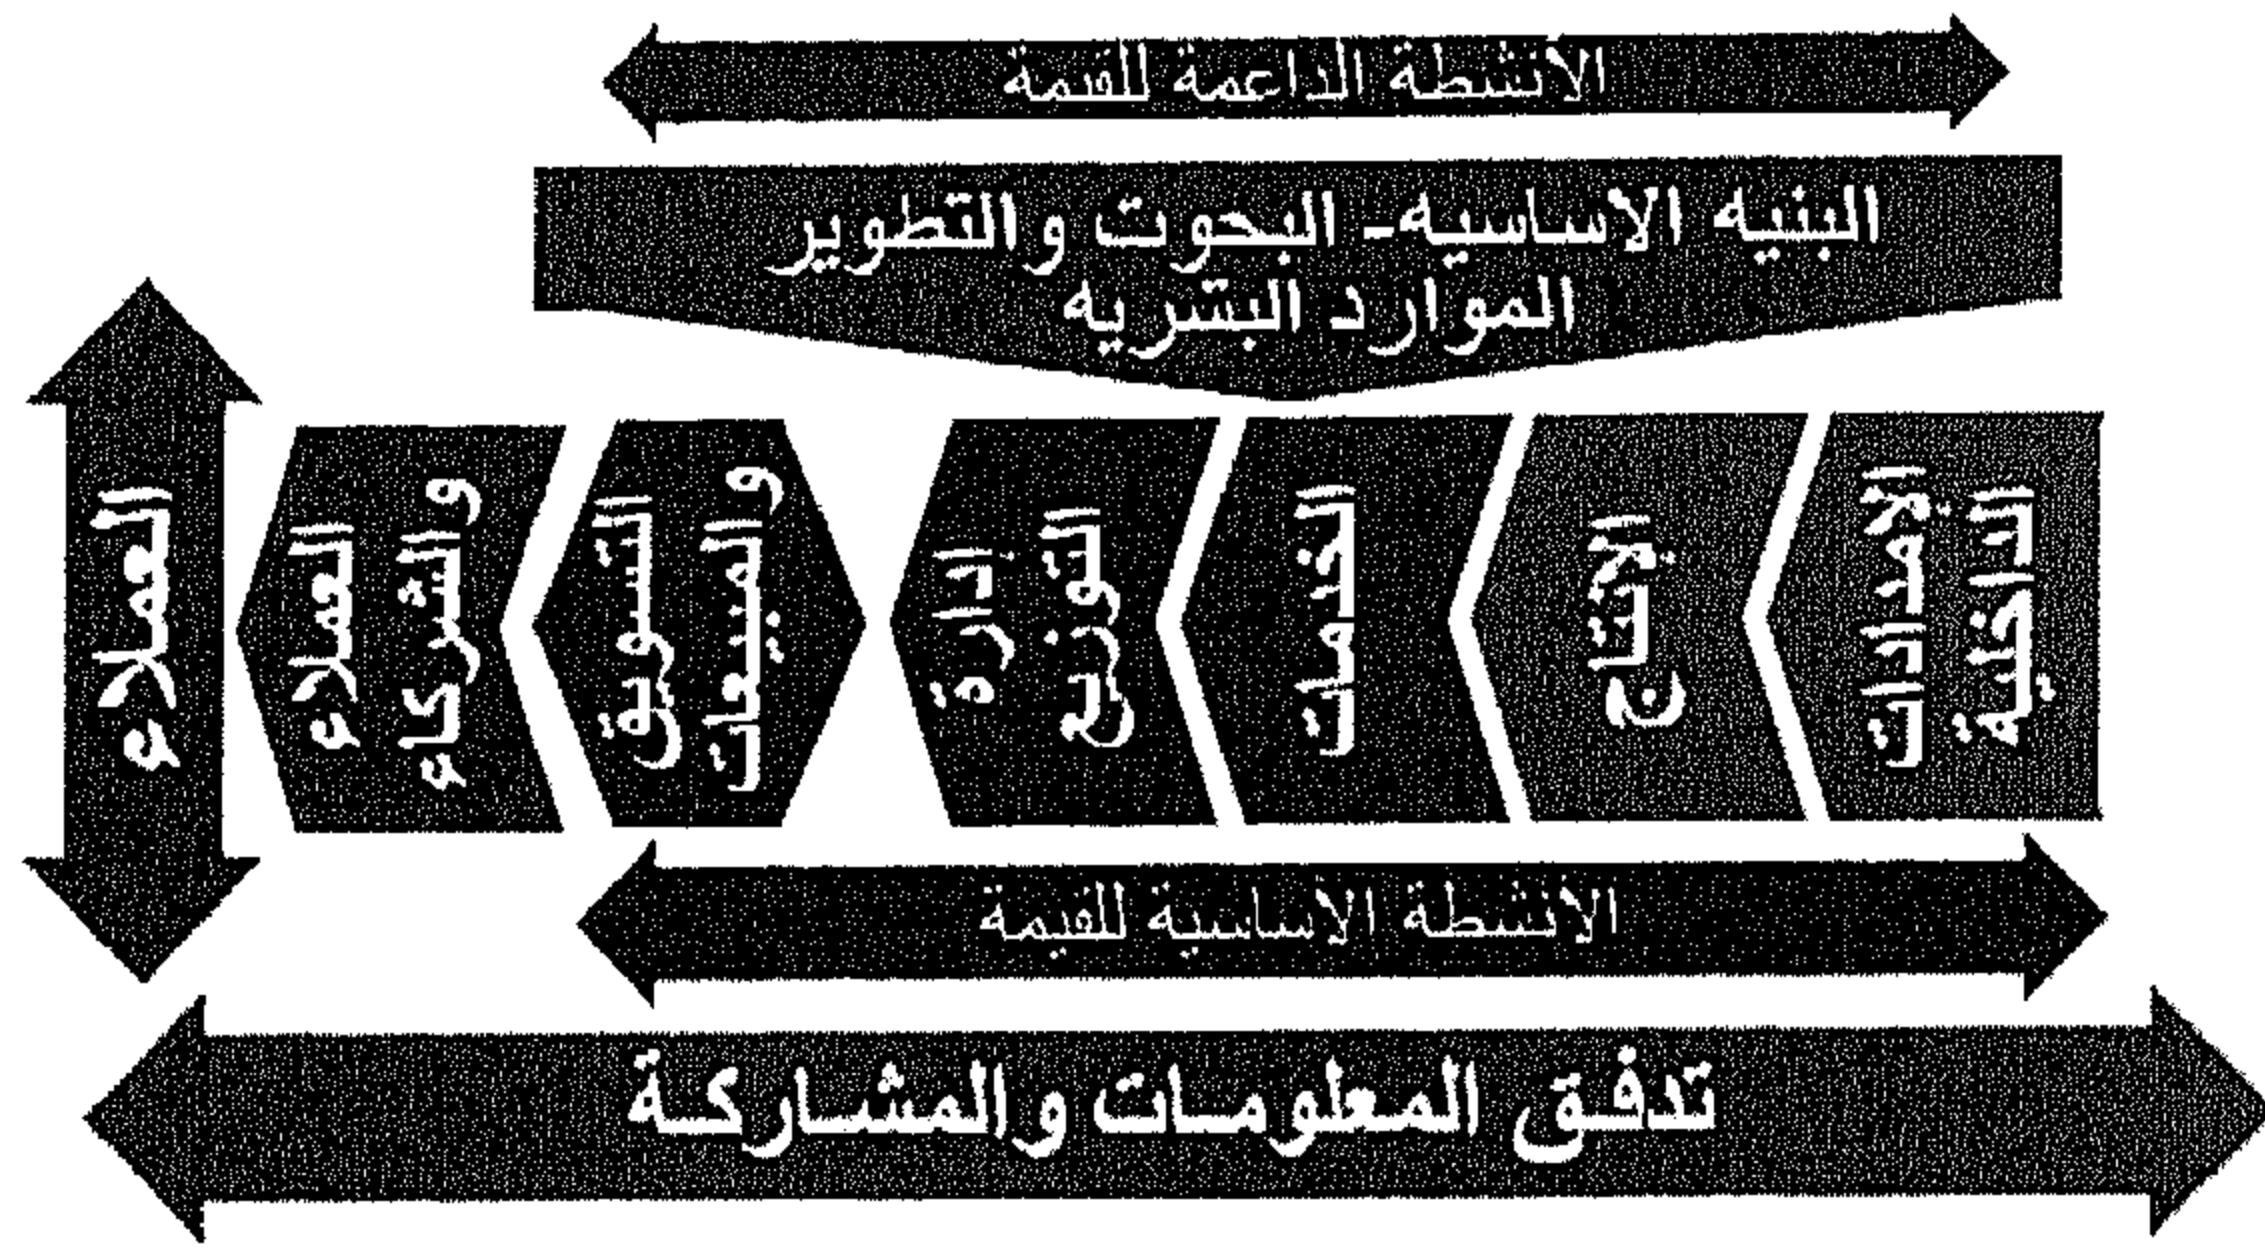 الأنشطة الداعمة للقيمة
البنيه الاساسيه- البحوث والتطوير
الموارد البشريه
الإمدادات
الداخلية
الإنتاج
الخدمات
إدارة
التوزيع
التسويق
والمبيعات
العملاء
والشركاء
العملاء
الأنشطة الأساسية للقيمة
تدفق المعلومات والمشاركة